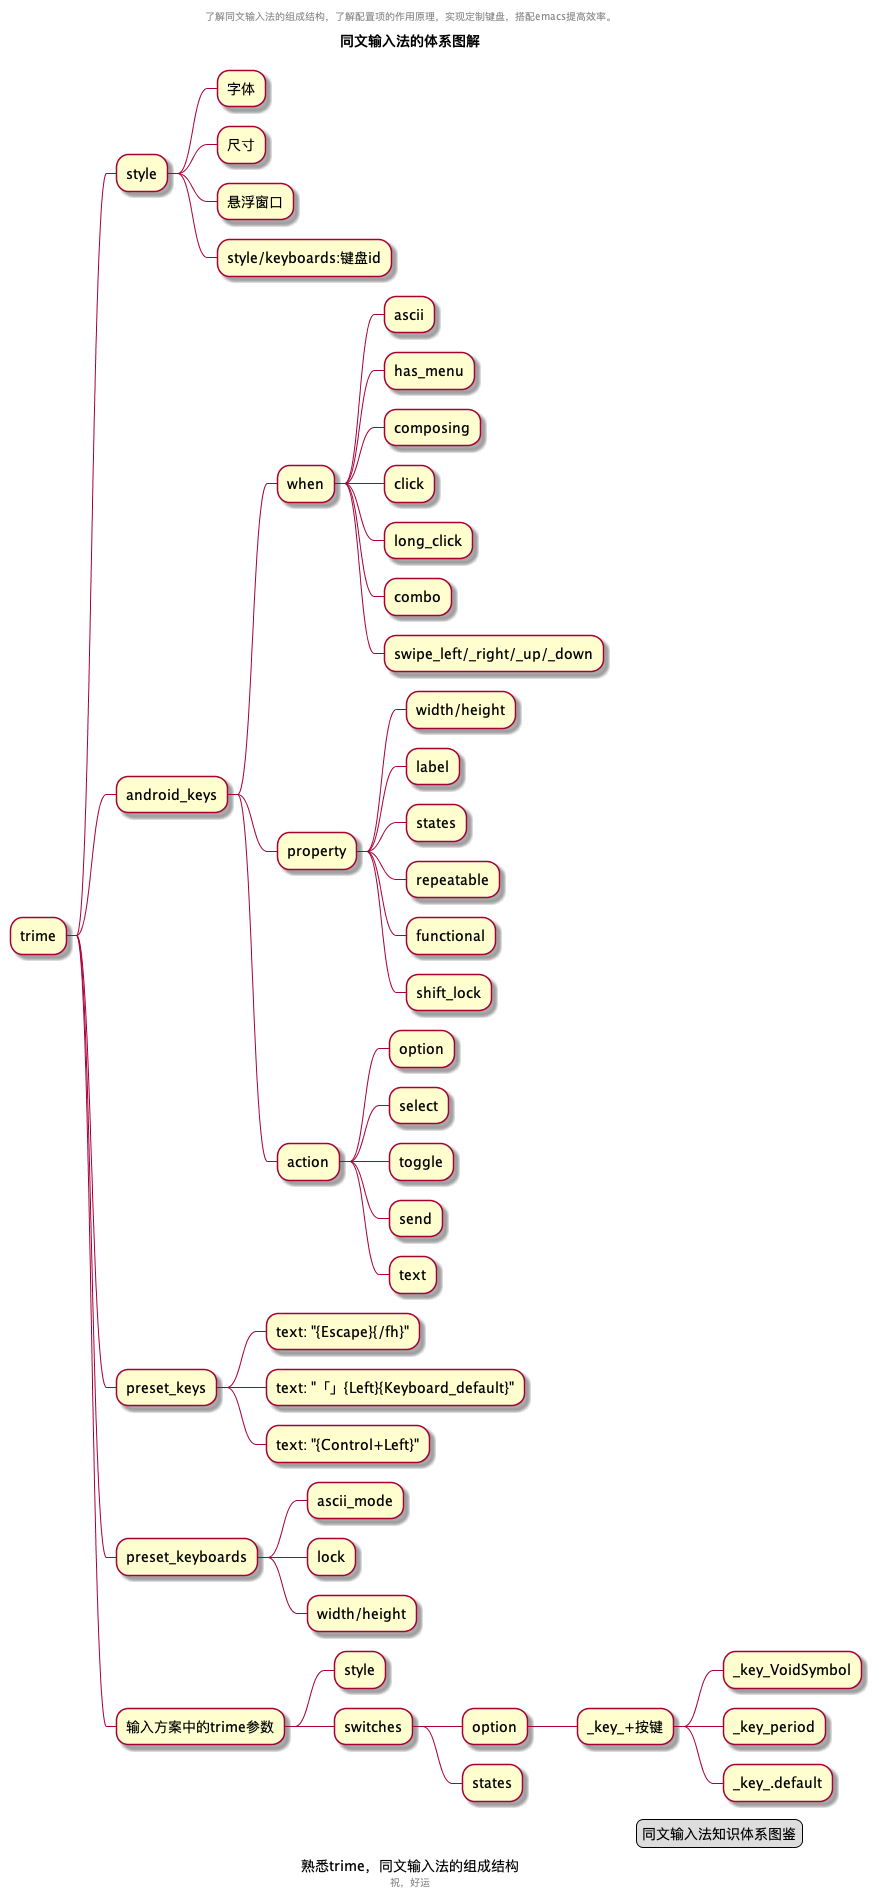 了解同文输入法的组成结构，了解配置项的作用原理，实现定制键盘，搭配emacs提高效率。
同文输入法的体系图解
trime
style
字体
尺寸
悬浮窗口
style/keyboards:键盘id
android_keys
when
ascii
has_menu
composing
click
long_click
combo
swipe_left/_right/_up/_down
property
width/height
label
states
repeatable
functional
shift_lock
action
option
select
toggle
send
text
preset_keys
text: "{Escape}{/fh}"
text: "「」{Left}{Keyboard_default}"
text: "{Control+Left}"
preset_keyboards
ascii_mode
lock
width/height
输入方案中的trime参数
style
switches
option
_key_+按键
_key_VoidSymbol
_key_period
_key_.default
states
同文输入法知识体系图鉴
熟悉trime，同文输入法的组成结构
祝，好运